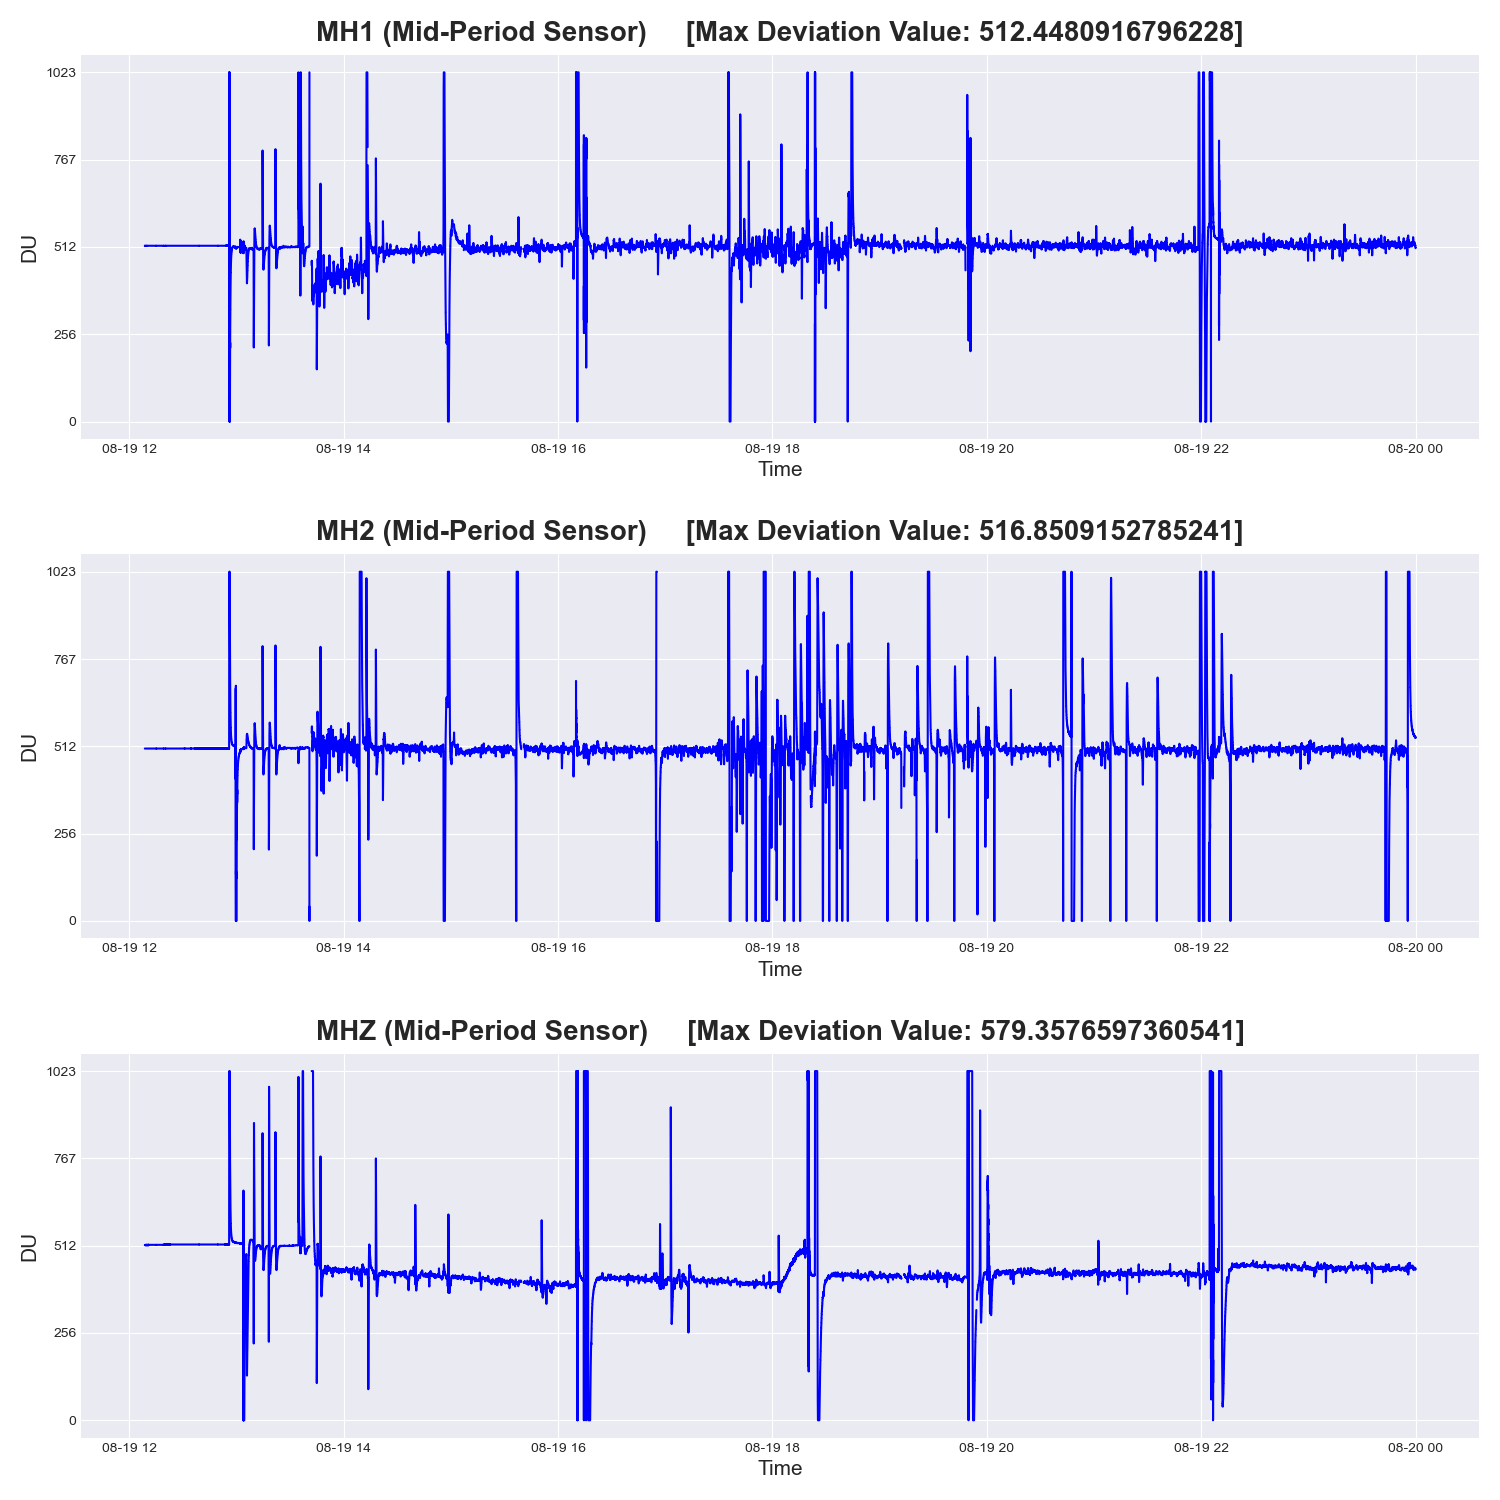 MH1 (Mid-Period Sensor) [Max Deviation Value: 512.4480916796228]
1023
767
512
256
0
DU
08-19 12 08-19 14 08-19 16 08-19 18 08-19 20 08-19 22 08-20 00
Time
MH2 (Mid-Period Sensor) [Max Deviation Value: 516.8509152785241]
1023
767
512
256
0
DU
08-19 12 08-19 14 08-19 16 08-19 18 08-19 20 08-19 22 08-20 00
Time
MHZ (Mid-Period Sensor) [Max Deviation Value: 579.3576597360541]
1023
767
512
256
0
DU
08-19 12 08-19 14 08-19 16 08-19 18 08-19 20 08-19 22 08-20 00
Time